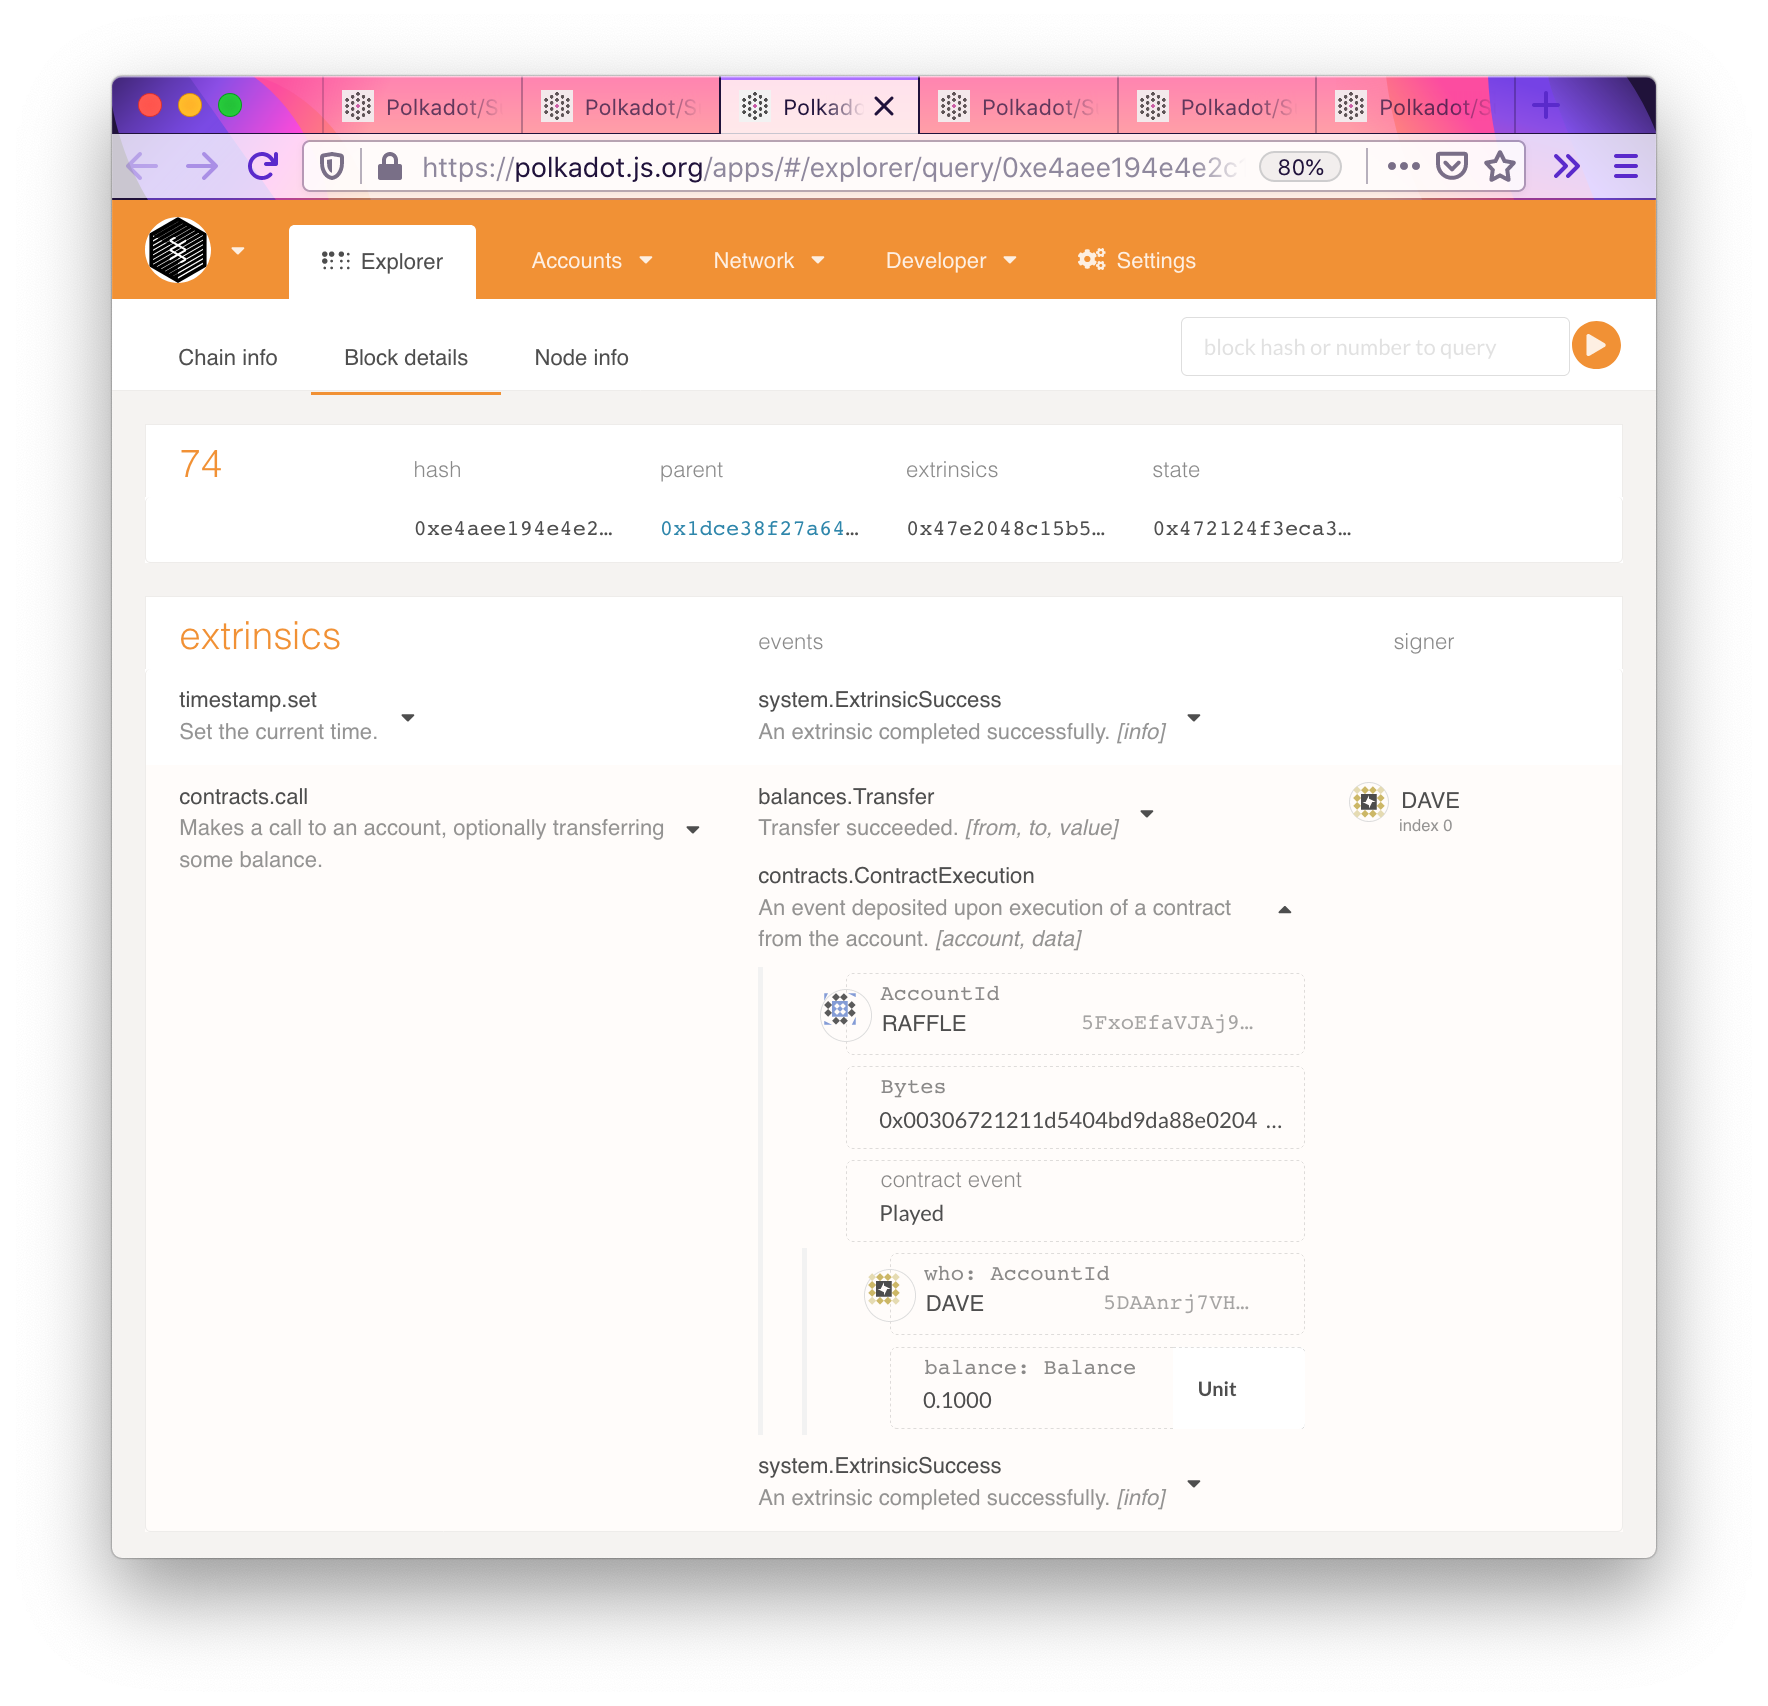 Polkadot/S
Polkadot/S
Polkado
Polkadot/S
Polkadot/S
Polkadot/S
https://polkadot.js.org/apps/#/explorer/query/0xe4aee194e4e2c
80%
Explorer
Accounts
Network
Developer
Settings
Chain info
Block details
Node info
block hash or number to query
74
hash
parent
extrinsics
state
0xe4aee194e4e2…
0x1dce38f27a64…
0x47e2048c15b5…
0x472124f3eca3…
extrinsics
events
signer
timestamp.set
Set the current time.
system.ExtrinsicSuccess
An extrinsic completed successfully. [info]
contracts.call
Makes a call to an account, optionally transferring
some balance.
balances.Transfer
Transfer succeeded. [from, to, value]
DAVE
index 0
contracts.ContractExecution
An event deposited upon execution of a contract
from the account. [account, data]
AccountId
RAFFLE
5FxoEfaVJAj9…
Bytes
0x00306721211d5404bd9da88e0204 …
contract event
Played
who: AccountId
DAVE
5DAAnrj7VH…
balance: Balance
0.1000
Unit
system.ExtrinsicSuccess
An extrinsic completed successfully. [info]